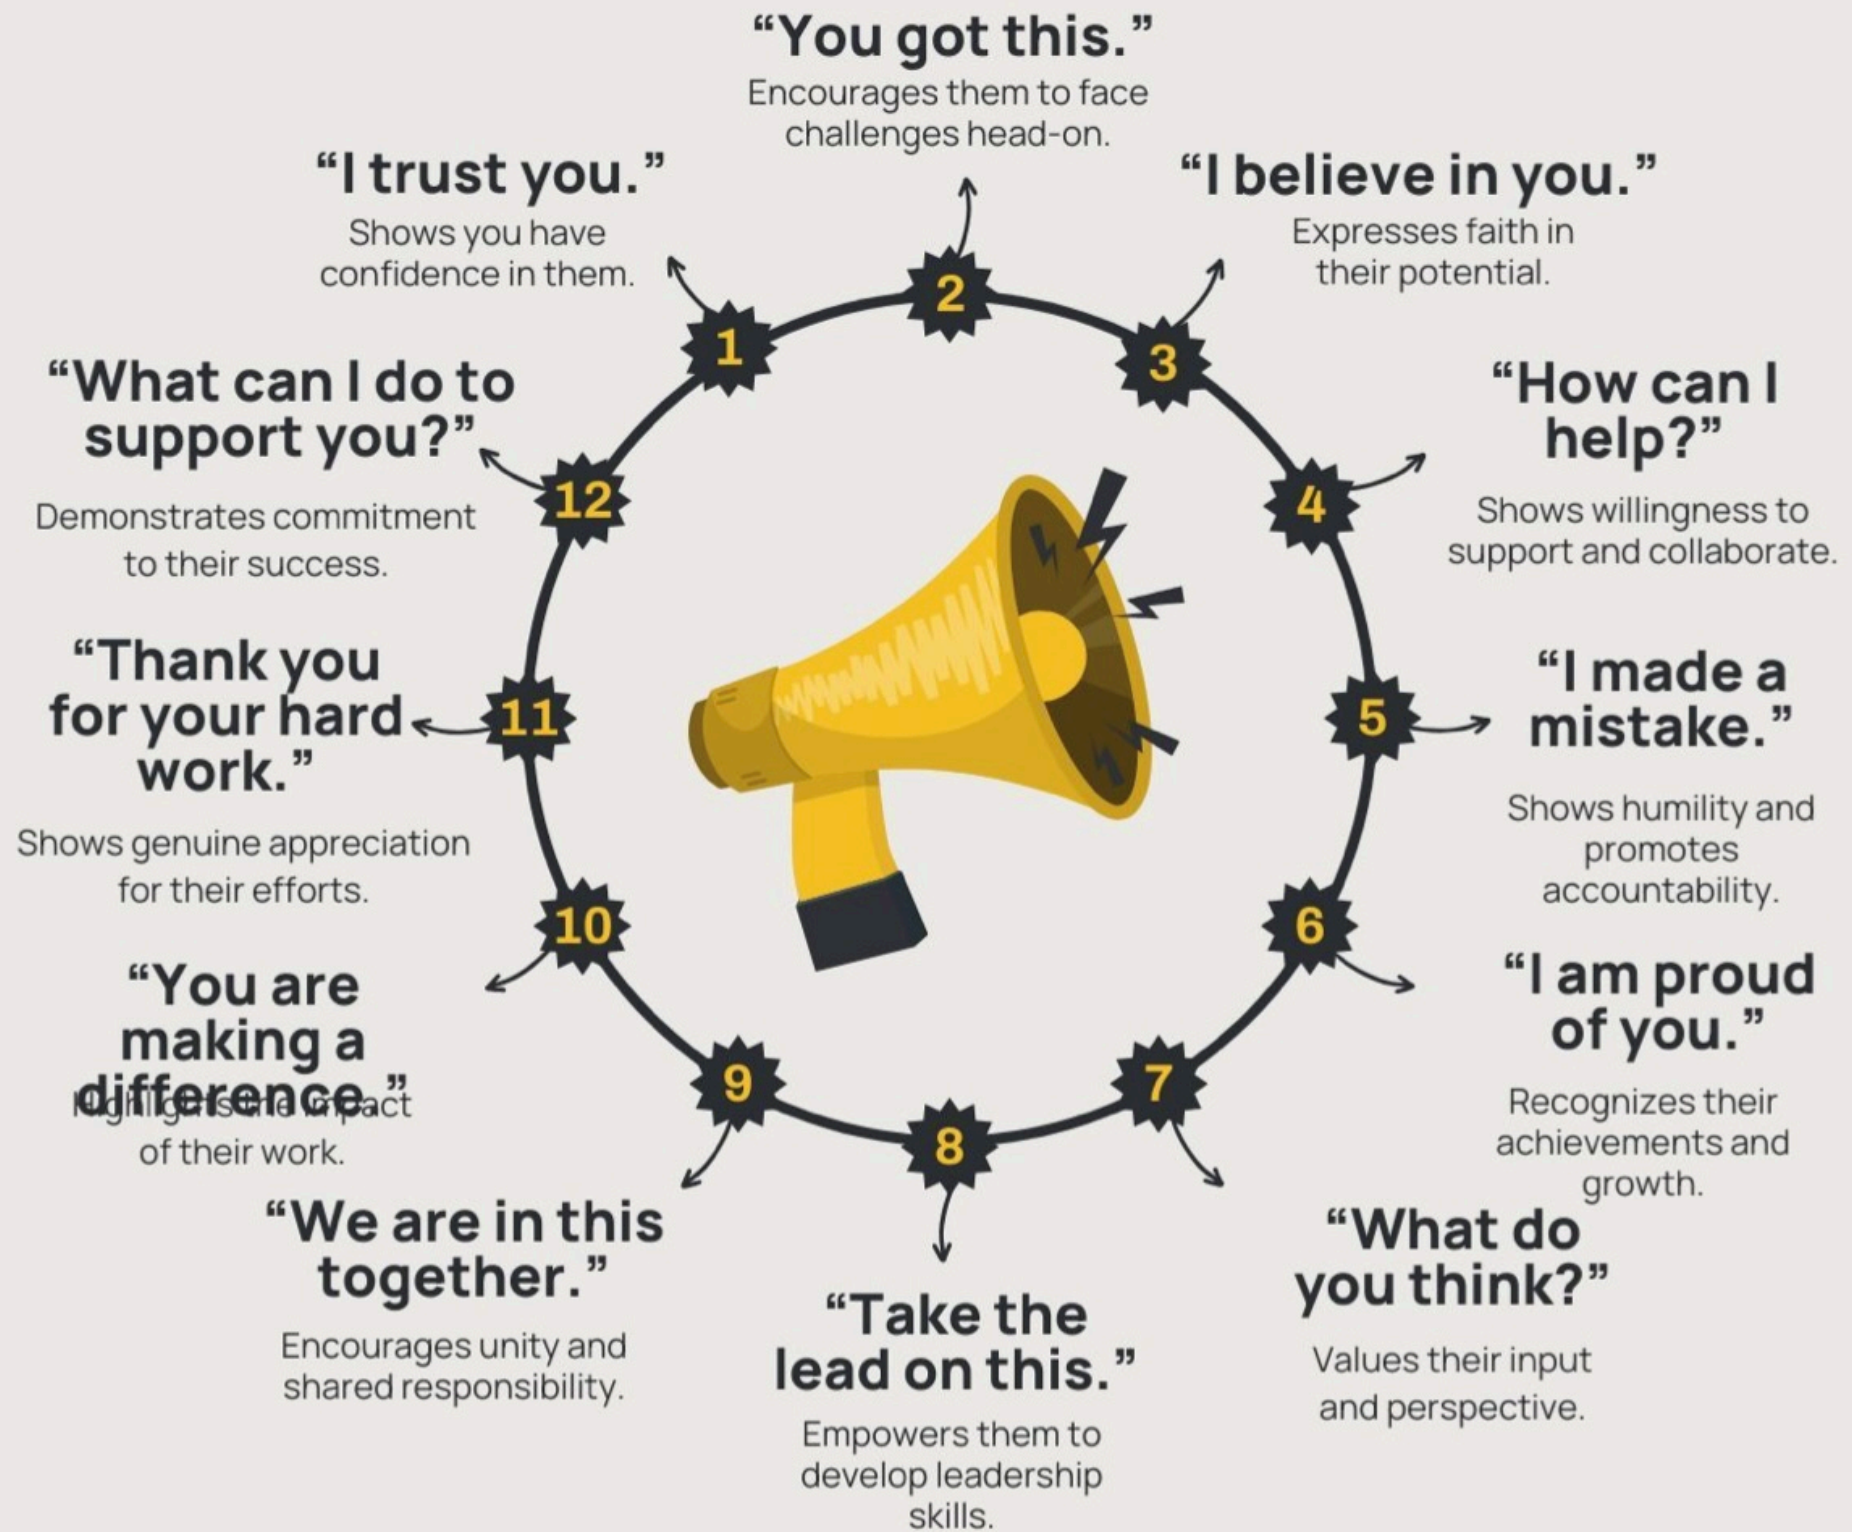 1
“I trust you.”
Shows you have
confidence in them.
2
“You got this.”
Encourages them to face
challenges head-on.
3
“I believe in you.”
Expresses faith in
their potential.
4
“How can I
help?”
Shows willingness to
support and collaborate.
5
“I made a
mistake.”
Shows humility and
promotes
accountability.
6
“I am proud
of you.”
Recognizes their
achievements and
growth.
7
“What do
you think?”
Values their input
and perspective.
8
“Take the
lead on this.”
Empowers them to
develop leadership
skills.
9
“We are in this
together.”
Encourages unity and
shared responsibility.
10
“You are
making a
difference.”
Highlights the impact
of their work.
11
“Thank you
for your hard
work.”
Shows genuine appreciation
for their efforts.
12
“What can I do to
support you?”
Demonstrates commitment
to their success.